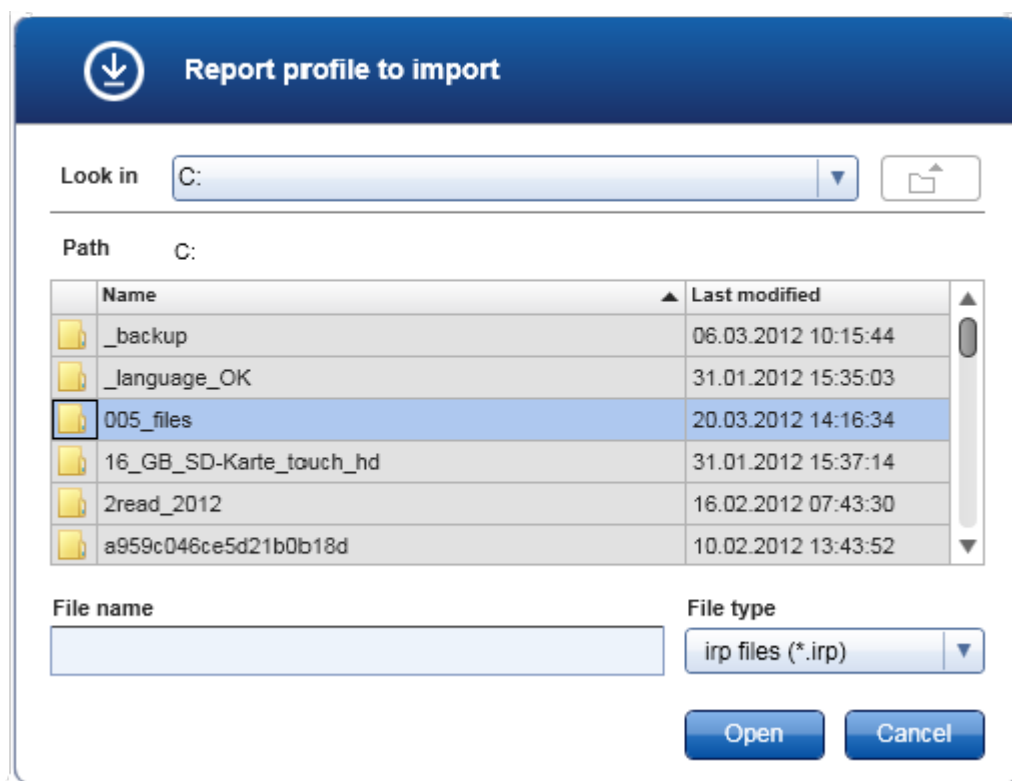 Report profile to import
Look in C:
Path C:
Name Last modified
_backup 06.03.2012 10:15:44
_language_OK 31.01.2012 15:35:03
005_files 20.03.2012 14:16:34
16_GB_SD-Karte_touch_hd 31.01.2012 15:37:14
2read_2012 16.02.2012 07:43:30
a959c046ce5d21b0b18d 10.02.2012 13:43:52
File name File type
irp files (*.irp)
Open Cancel